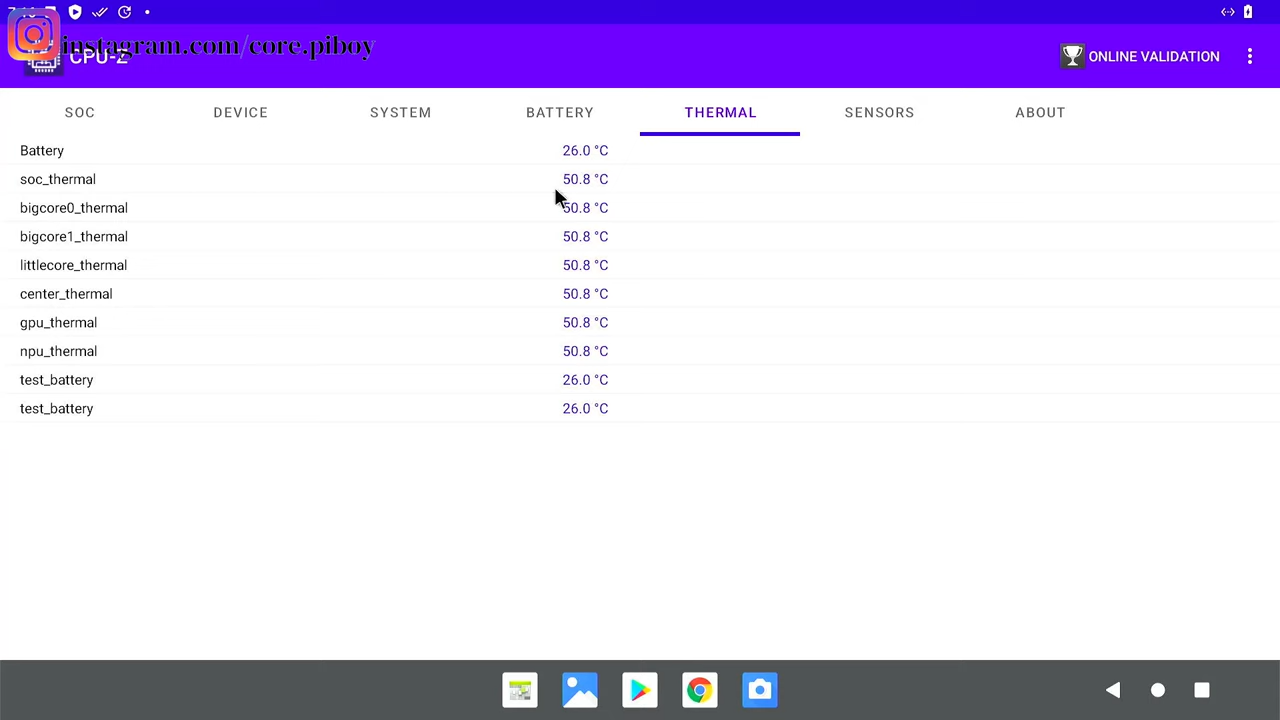 instagram.com/core.piboy
CPU-Z
ONLINE VALIDATION
SOC DEVICE SYSTEM BATTERY THERMAL SENSORS ABOUT
Battery 26.0 °C
soc_thermal 50.8 °C
bigcore0_thermal 50.8 °C
bigcore1_thermal 50.8 °C
littlecore_thermal 50.8 °C
center_thermal 50.8 °C
gpu_thermal 50.8 °C
npu_thermal 50.8 °C
test_battery 26.0 °C
test_battery 26.0 °C